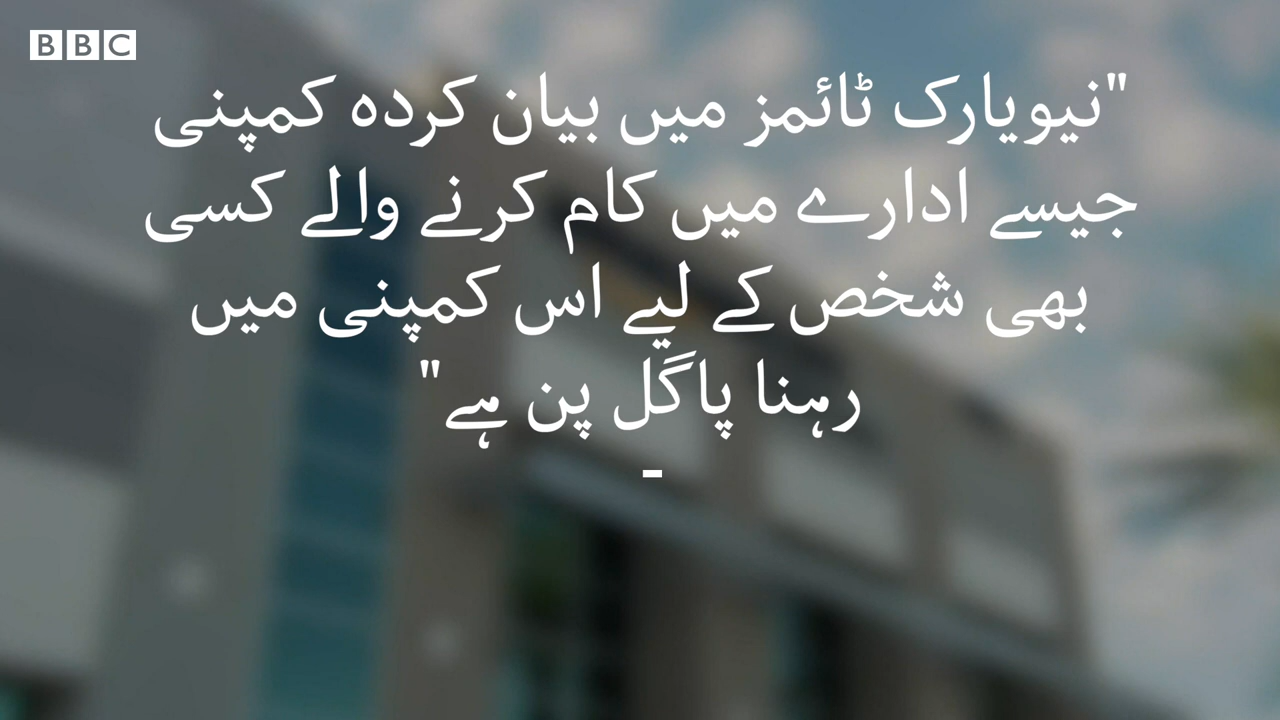 BBC
"نیویارک ٹائمز میں بیان کردہ کمپنی
جیسے ادارے میں کام کرنے والے کسی
بھی شخص کے لیے اس کمپنی میں
رہنا پاگل پن ہے"
-